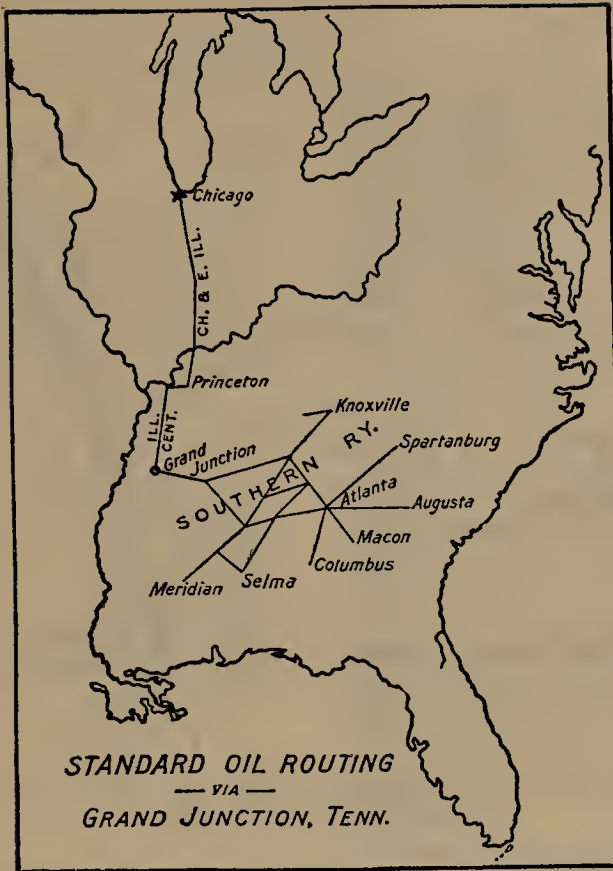 Chicago
CH. & E. ILL.
Princeton
ILL.
CENT.
Knoxville
Grand
Junction
SOUTHERN RY.
Spartanburg
Atlanta
Augusta
Macon
Columbus
Meridian
Selma
STANDARD OIL ROUTING
VIA
GRAND JUNCTION, TENN.